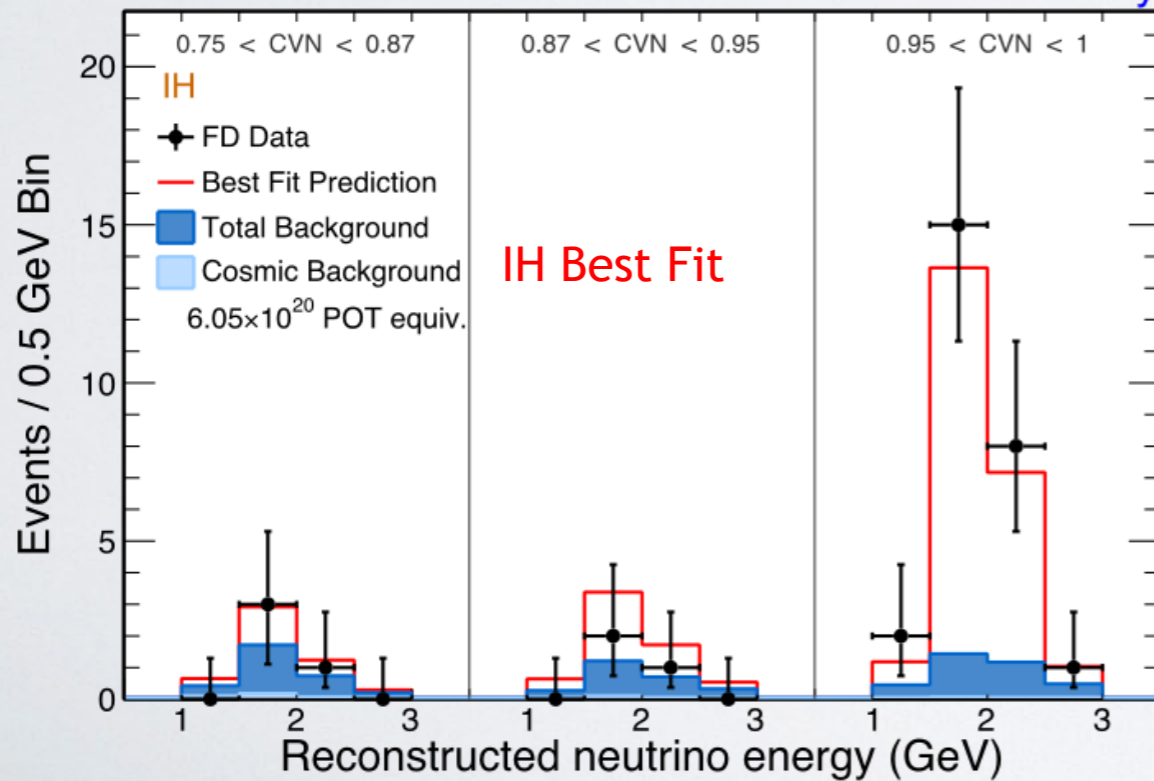 y
0.75 < CVN < 0.87
0.87 < CVN < 0.95
0.95 < CVN < 1
IH
FD Data
Best Fit Prediction
Total Background
Cosmic Background
6.05×10²⁰ POT equiv.
IH Best Fit
Events / 0.5 GeV Bin
20
15
10
5
0
1 2 3 1 2 3 1 2 3
Reconstructed neutrino energy (GeV)